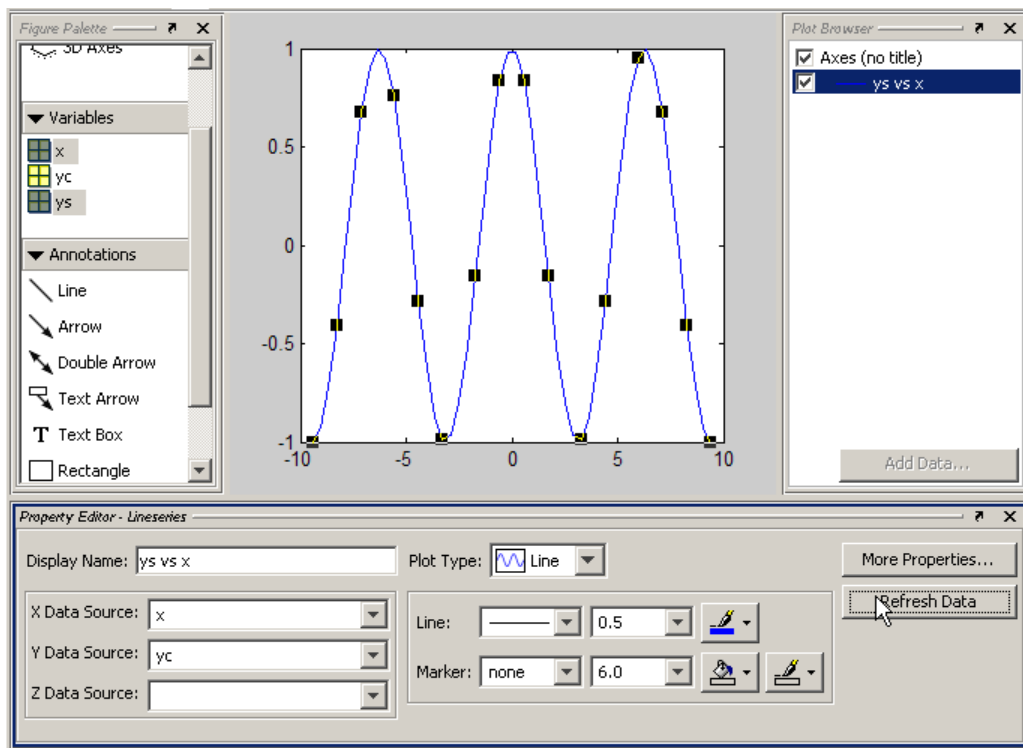 Figure Palette
3D Axes
Variables
x
yc
ys
Annotations
Line
Arrow
Double Arrow
Text Arrow
T Text Box
Rectangle
1
0.5
0
-0.5
-1
-10
-5
0
5
10
Plot Browser
Axes (no title)
ys vs x
Add Data...
Property Editor - Lineseries
Display Name: ys vs x
Plot Type: Line
More Properties...
X Data Source: x
Y Data Source: yc
Z Data Source:
Line: 0.5
Marker: none 6.0
Refresh Data